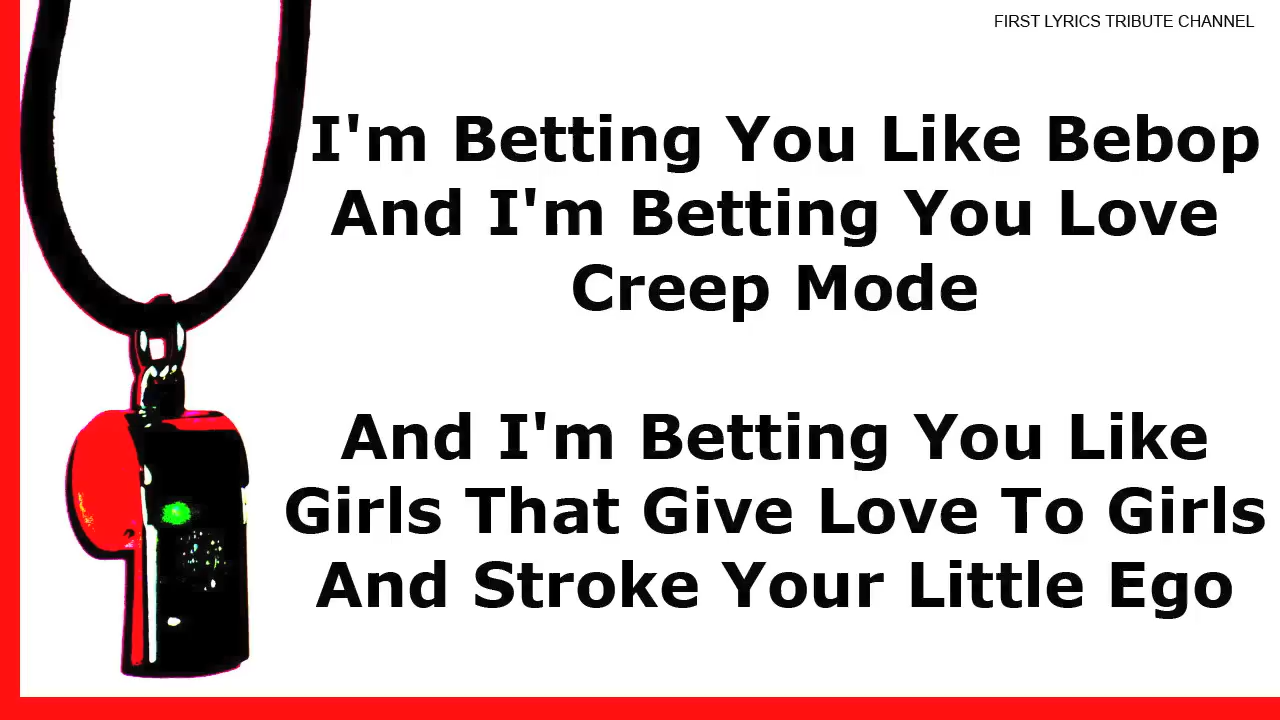 FIRST LYRICS TRIBUTE CHANNEL
I'm Betting You Like Bebop
And I'm Betting You Love
Creep Mode
And I'm Betting You Like
Girls That Give Love To Girls
And Stroke Your Little Ego